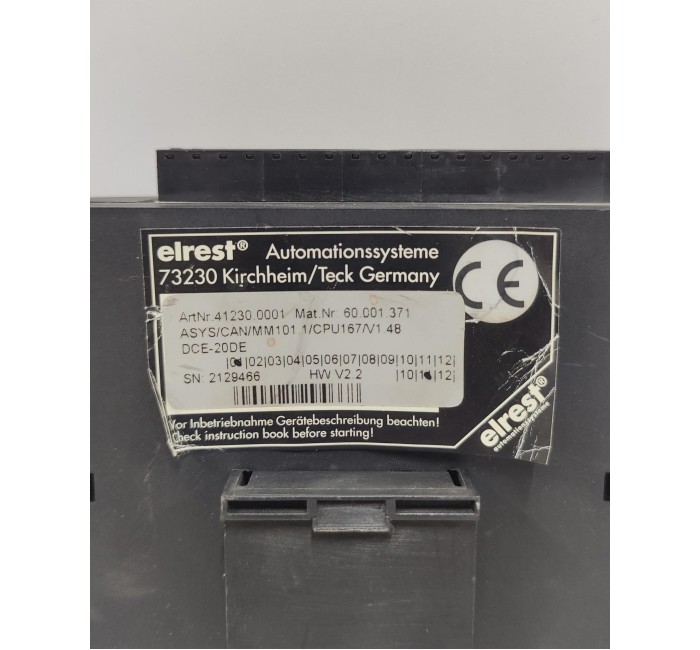 elrest® Automationssysteme
73230 Kirchheim/Teck Germany
CE
ArtNr.41230.0001 Mat.Nr. 60.001.371
ASYS/CAN/MM101.1/CPU167/V1.48
DCE-20DE
|02|03|04|05|06|07|08|09|10|11|12|
SN: 2129466 HW V2.2 |10| |12|
Vor Inbetriebnahme Gerätebeschreibung beachten!
Check instruction book before starting!
elrest®
automationssysteme